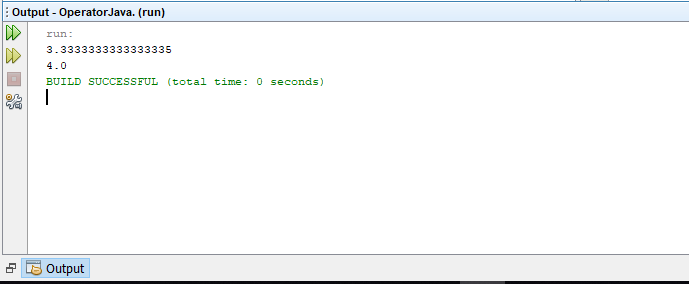 Output - OperatorJava. (run)
run:
3.3333333333333335
4.0
BUILD SUCCESSFUL (total time: 0 seconds)
Output